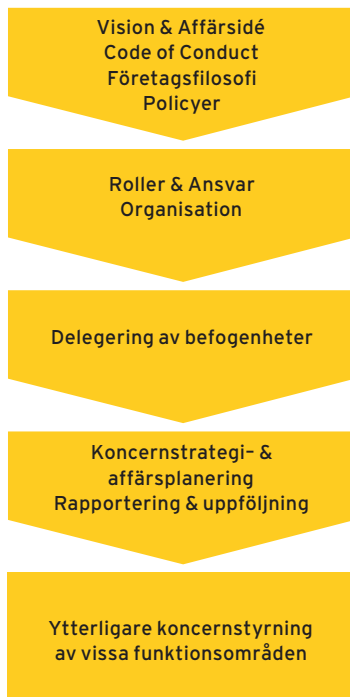 Vision & Affärsidé
Code of Conduct
Företagsfilosofi
Policyer
Roller & Ansvar
Organisation
Delegering av befogenheter
Koncernstrategi- &
affärsplanering
Rapportering & uppföljning
Ytterligare koncernstyrning
av vissa funktionsområden